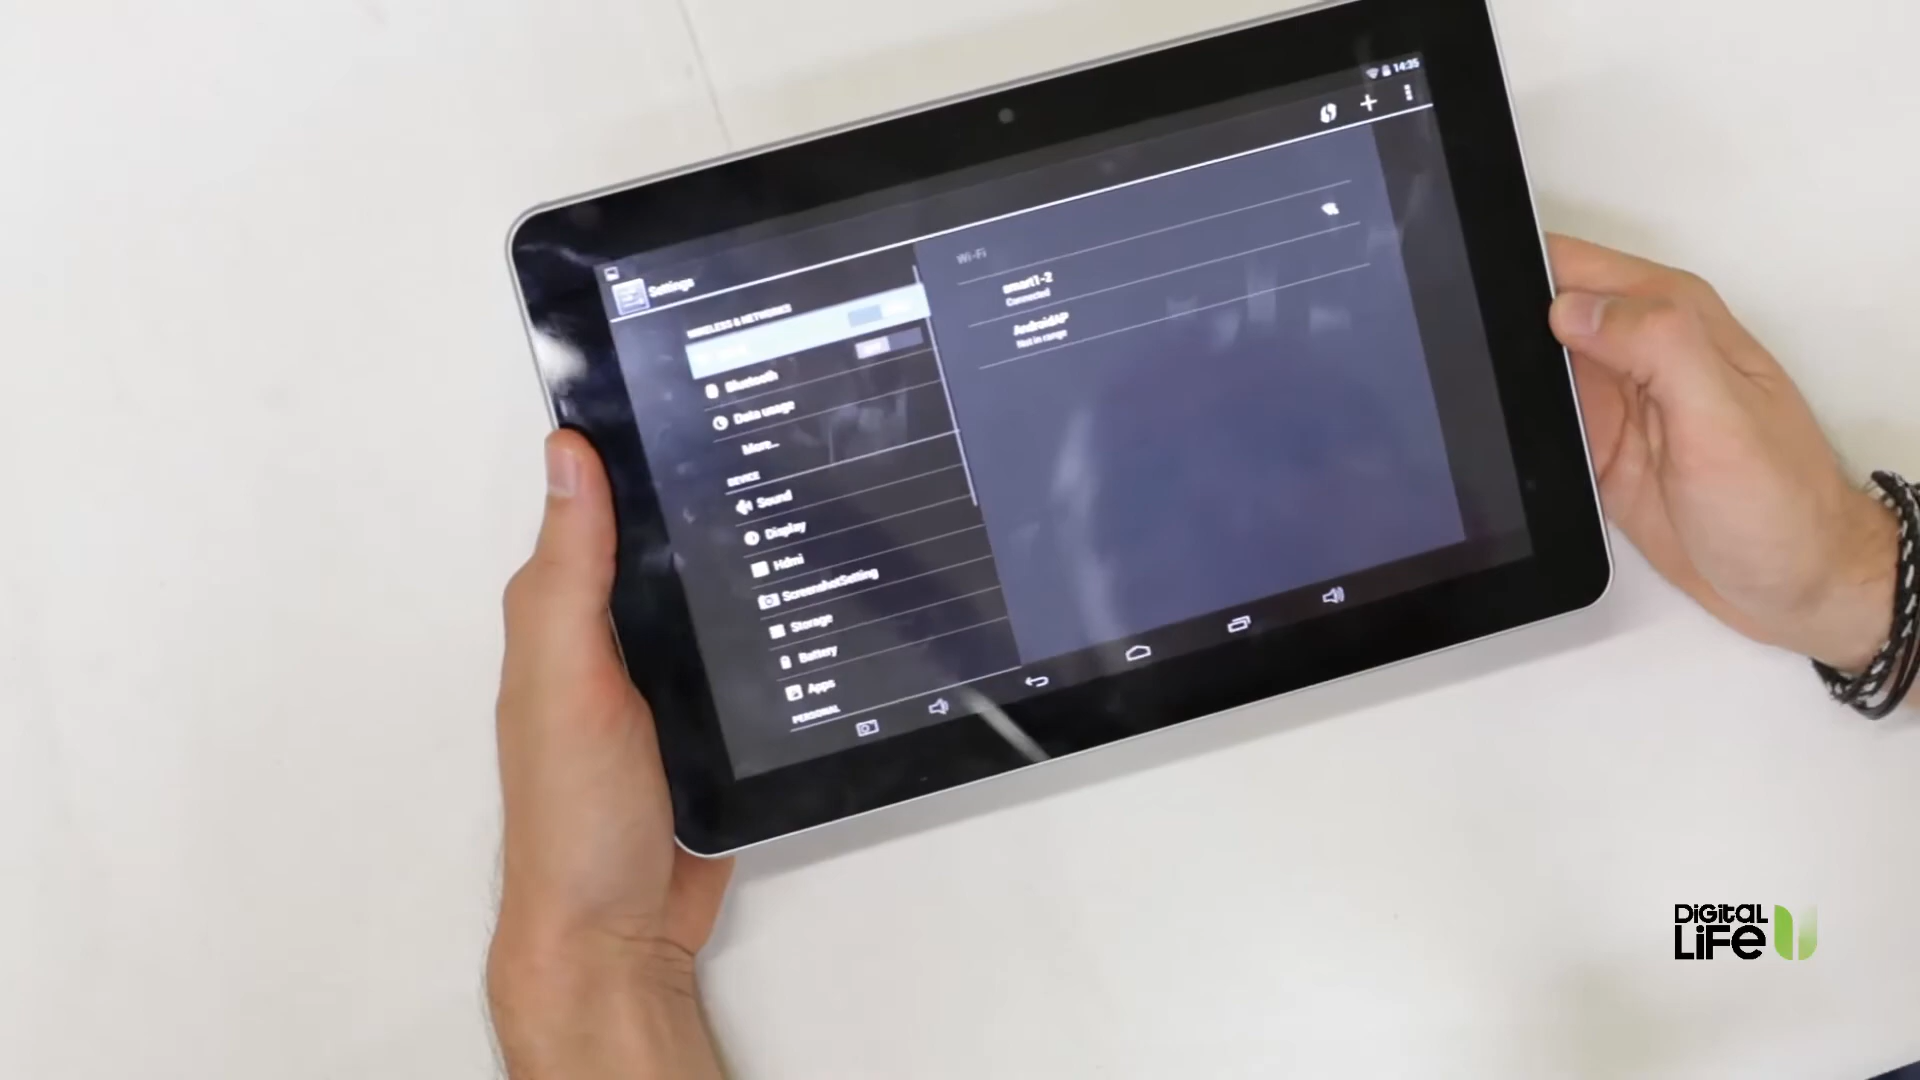 14:35
Settings
WIRELESS & NETWORKS
Bluetooth
Data usage
More...
DEVICE
Sound
Display
Hdmi
ScreenshotSetting
Storage
Battery
Apps
PERSONAL
Wi-Fi
smart1-2
Connected
AndroidAP
Not in range
DiGitaL
LiFe